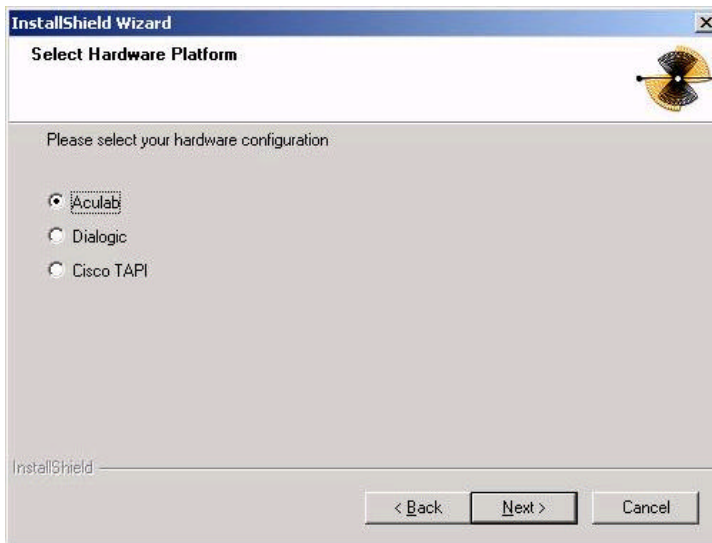 InstallShield Wizard
Select Hardware Platform
Please select your hardware configuration
Aculab
Dialogic
Cisco TAPI
InstallShield
< Back
Next >
Cancel